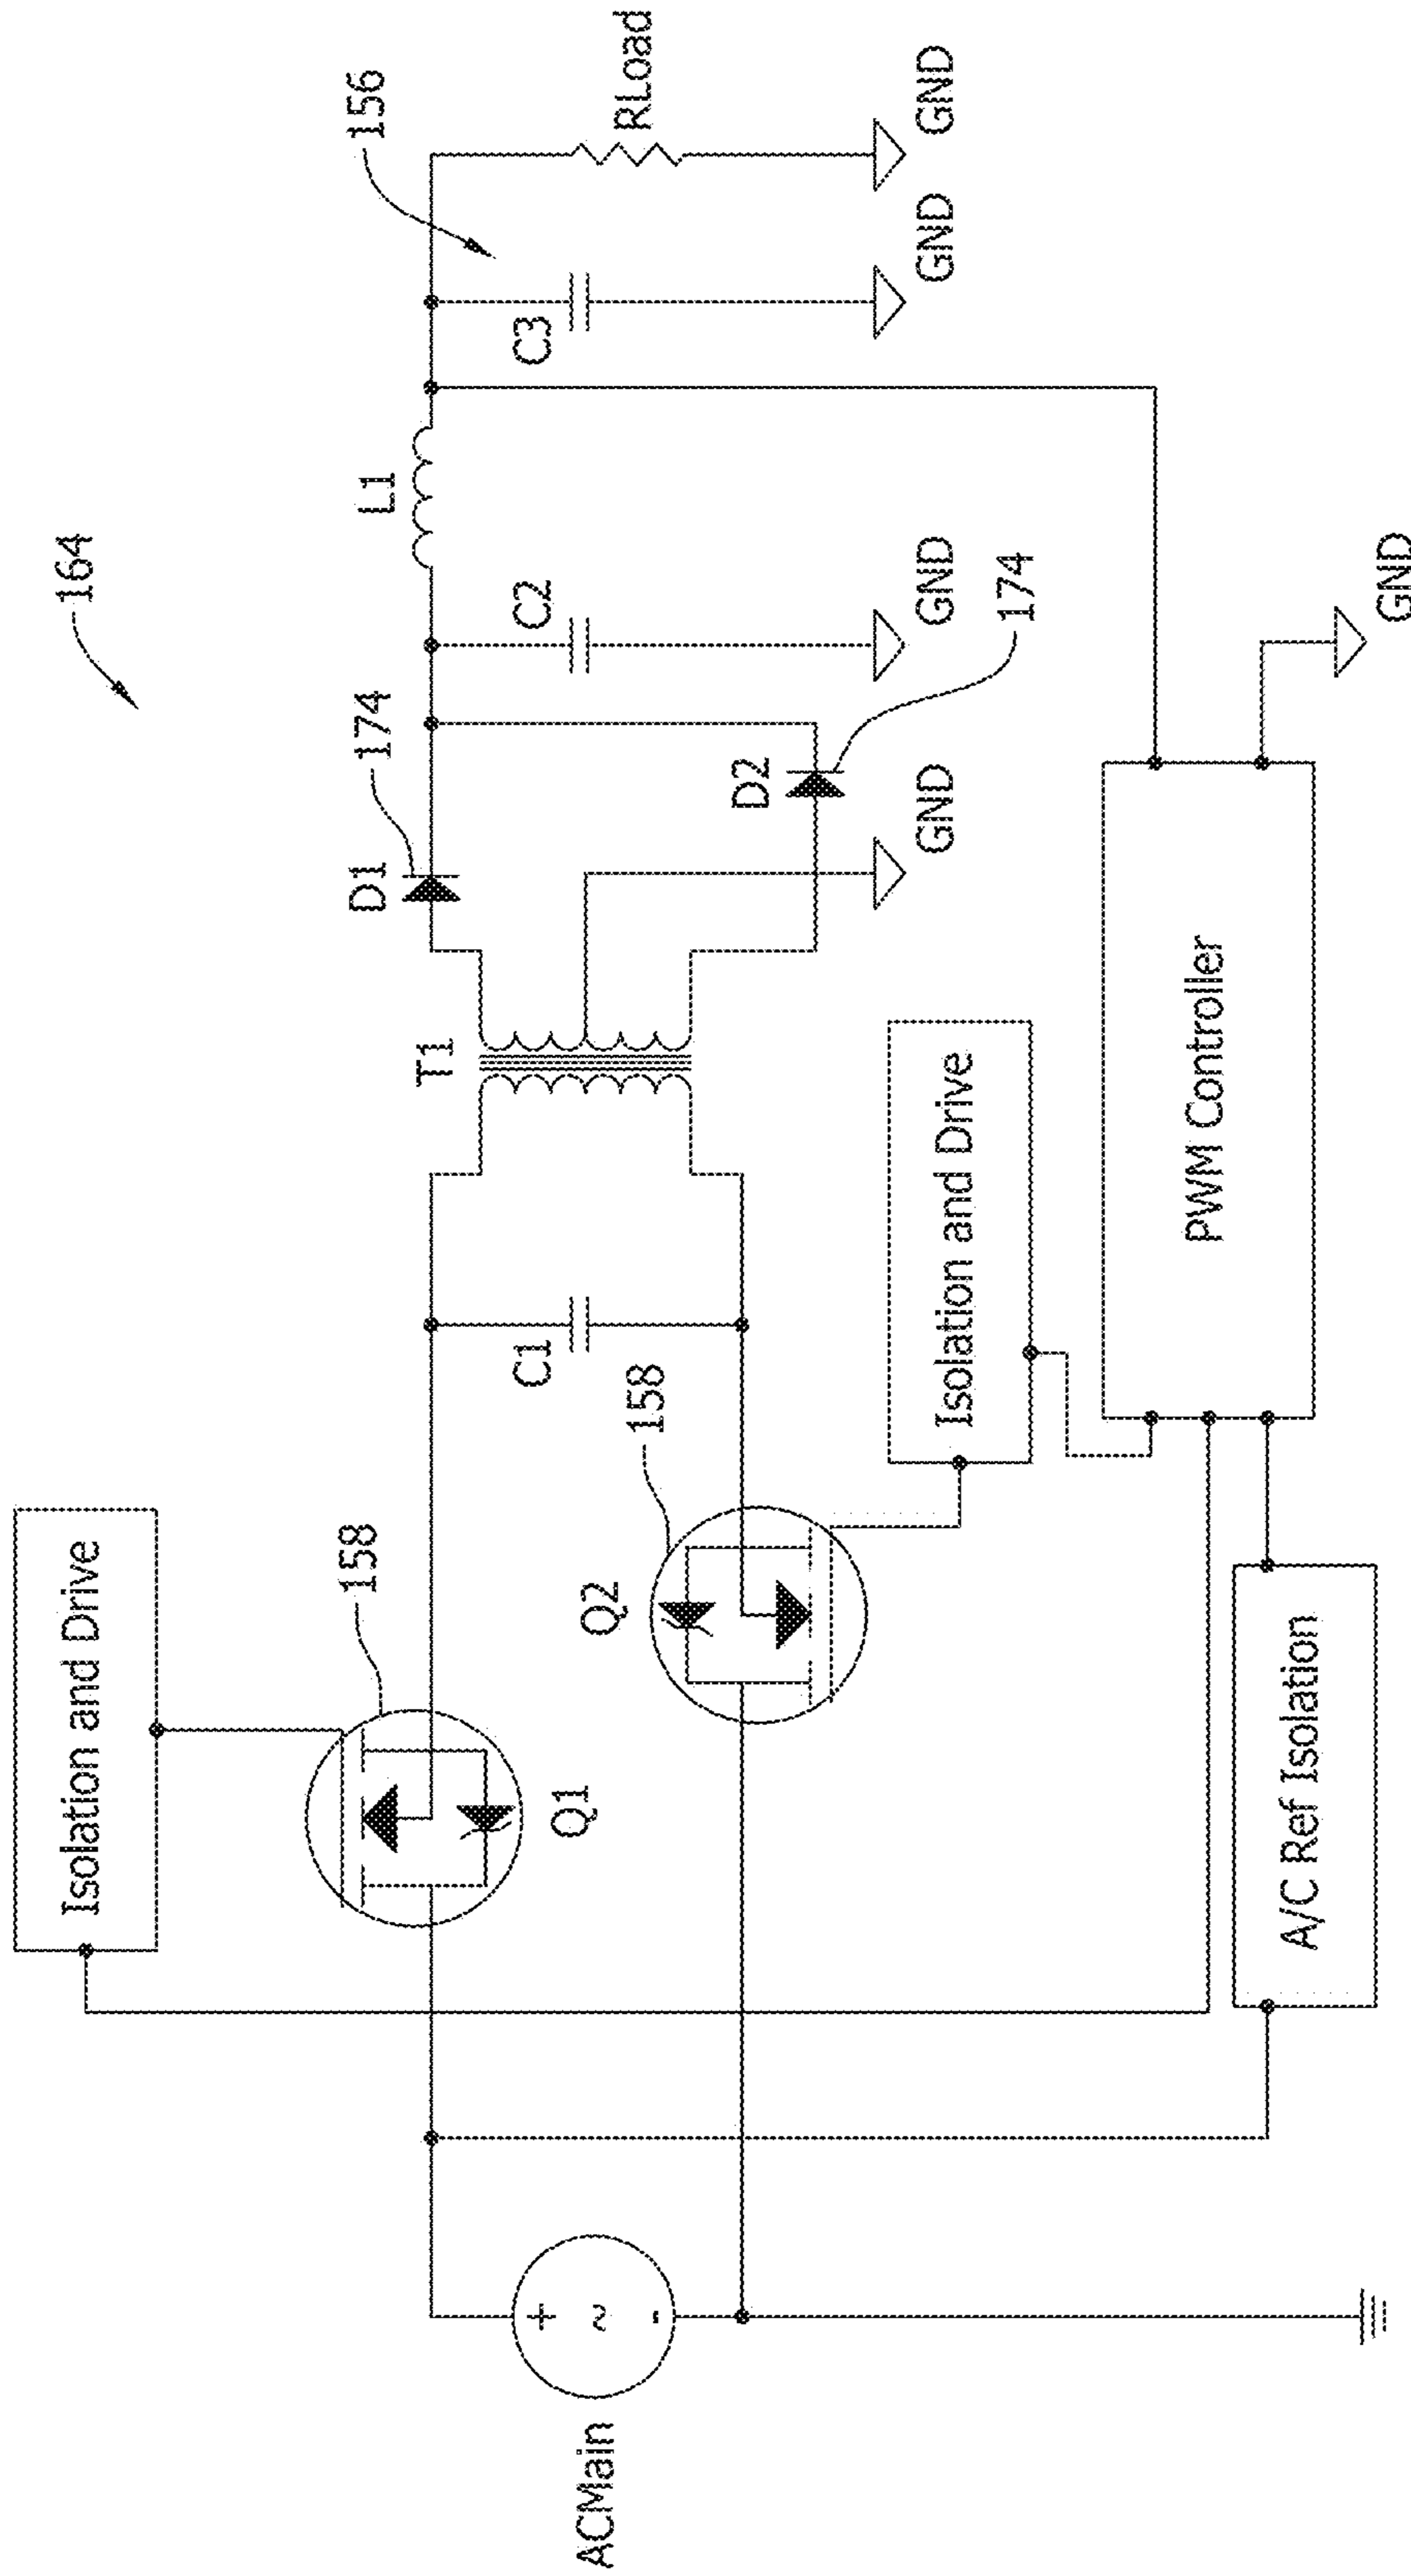 164
Isolation and Drive
158
Q1
ACMain
+
~
-
Q2
158
C1
T1
D1
174
D2
174
GND
C2
GND
L1
C3
GND
156
RLoad
GND
Isolation and Drive
PWM Controller
GND
A/C Ref Isolation